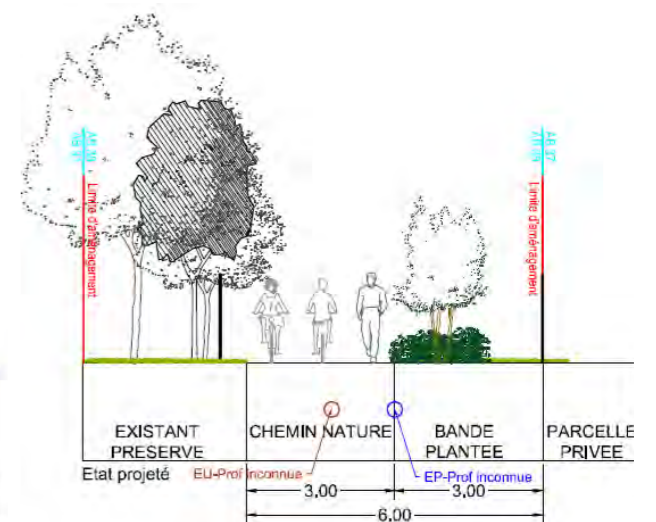 Limite d'aménagement
Limite d'aménagement
EXISTANT
PRESERVE
CHEMIN NATURE
BANDE
PLANTEE
PARCELLE
PRIVEE
Etat projeté
EU-Prof inconnue
EP-Prof inconnue
3,00
3,00
6,00